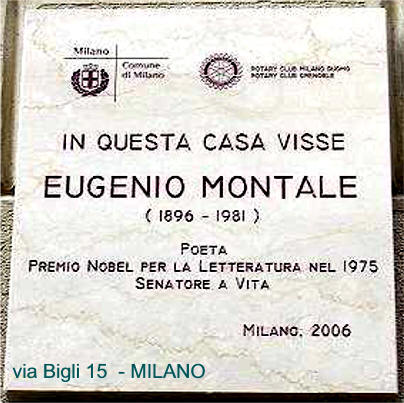 Milano
Comune
di Milano
ROTARY CLUB MILANO DUOMO
ROTARY CLUB GRENOBLE
IN QUESTA CASA VISSE
EUGENIO MONTALE
( 1896 - 1981 )
POETA
PREMIO NOBEL PER LA LETTERATURA NEL 1975
SENATORE A VITA
MILANO, 2006
via Bigli 15 - MILANO